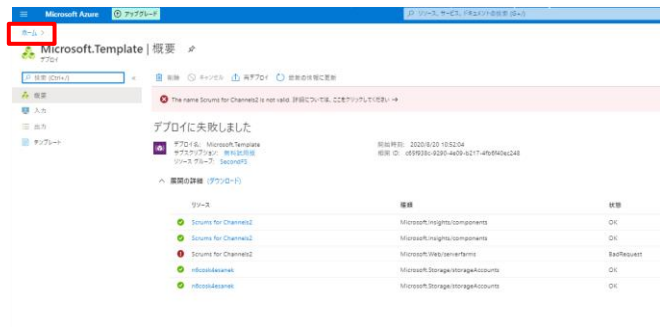 Microsoft Azure アップグレード リソース、サービス、ドキュメントの検索 (G+/)
ホーム >
Microsoft.Template | 概要
デプロイ
検索 (Ctrl+/) «
削除 キャンセル 再デプロイ 最新の情報に更新
概要
入力
出力
テンプレート
The name Scrums for Channels2 is not valid. 詳細については、ここをクリックしてください →
デプロイに失敗しました
デプロイ名: Microsoft.Template
サブスクリプション: 無料試用版
リソース グループ: SecondPS
開始時刻: 2020/8/20 10:52:04
相関 ID:
展開の詳細 (ダウンロード)
リソース 種類 状態
Scrums for Channels2 Microsoft.Insights/components OK
Scrums for Channels2 Microsoft.Insights/components OK
Scrums for Channels2 Microsoft.Web/serverfarms BadRequest
Microsoft.Storage/storageAccounts OK
Microsoft.Storage/storageAccounts OK